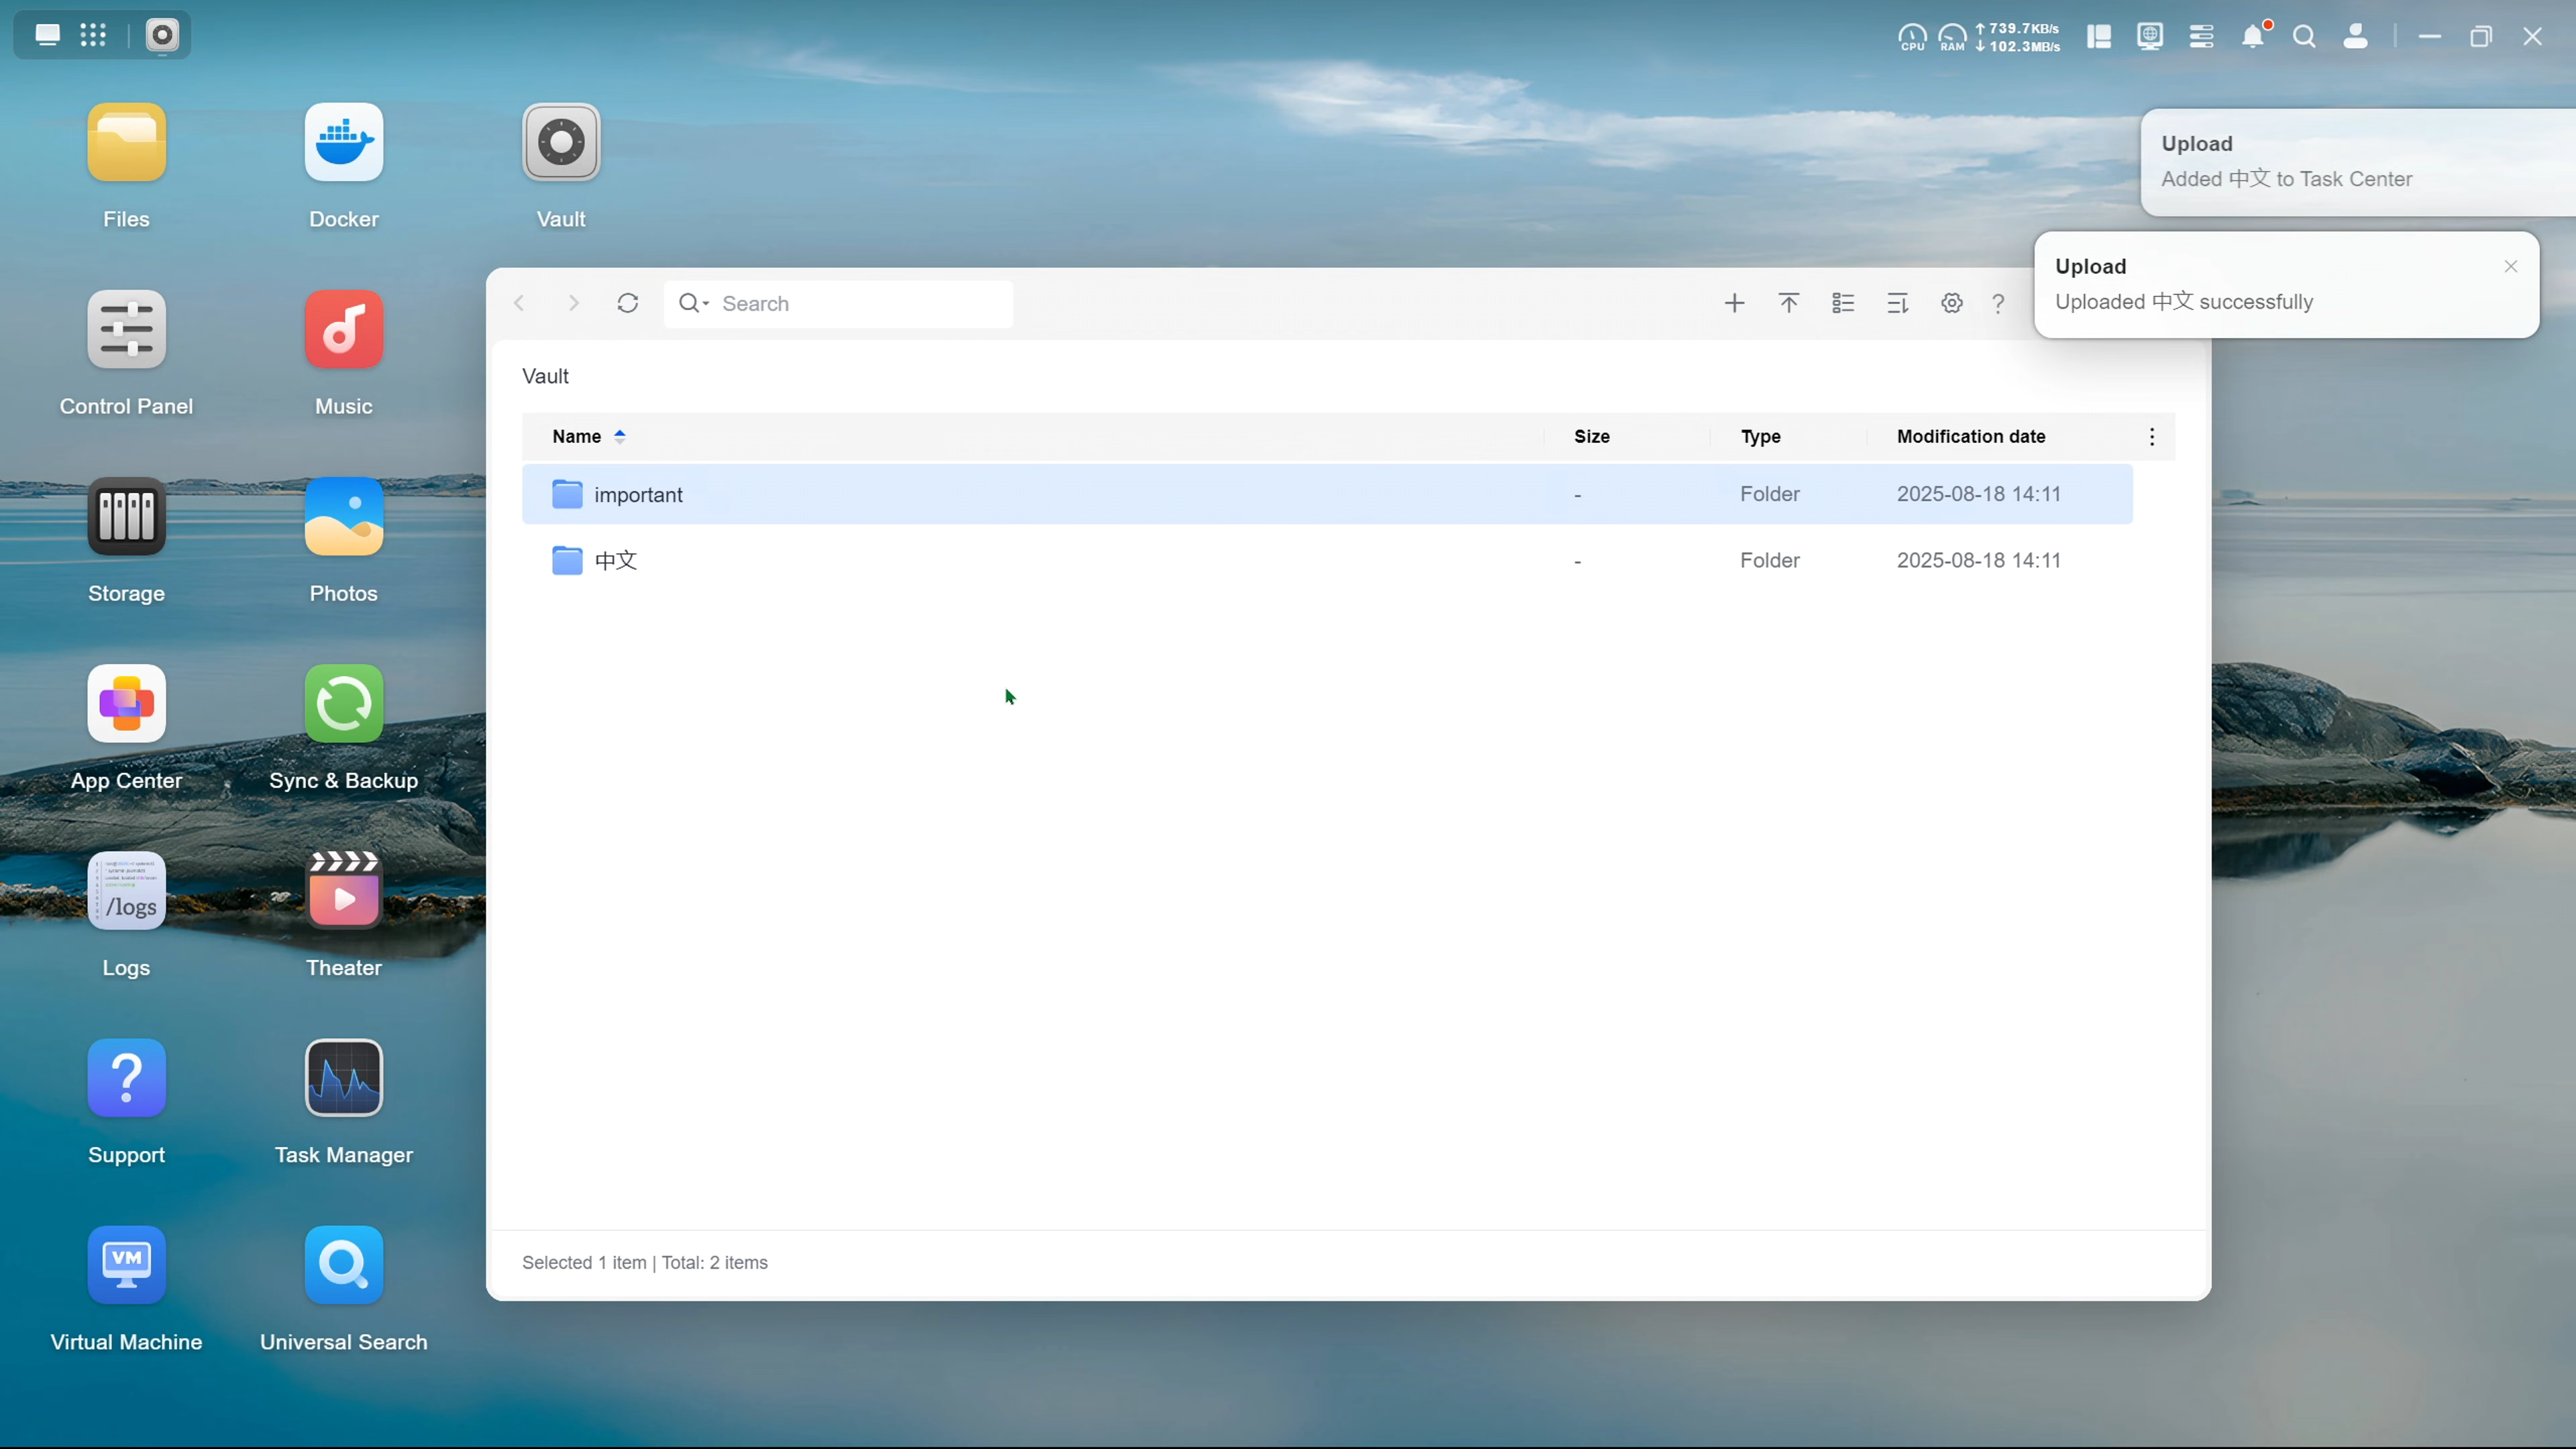 CPU
RAM
739.7KB/s
102.3MB/s
Files
Docker
Vault
Control Panel
Music
Storage
Photos
App Center
Sync & Backup
/logs
Logs
Theater
Support
Task Manager
VM
Virtual Machine
Universal Search
Upload
Added 中文 to Task Center
Upload
Uploaded 中文 successfully
Search
Vault
Name Size Type Modification date
important - Folder 2025-08-18 14:11
中文 - Folder 2025-08-18 14:11
Selected 1 item | Total: 2 items